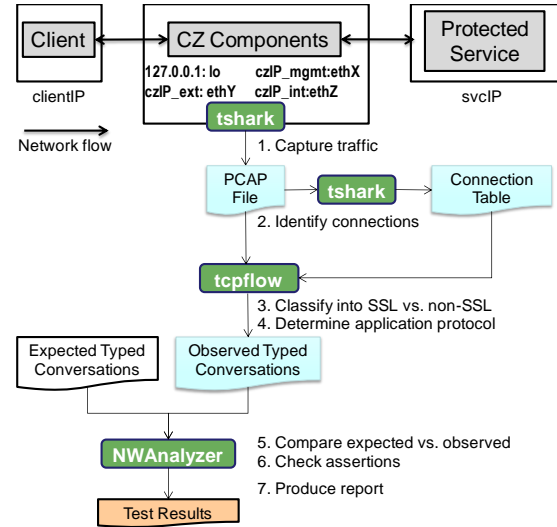 Client
CZ Components
Protected
Service
127.0.0.1: lo
czIP_mgmt:ethX
czIP_ext: ethY
czIP_int:ethZ
clientIP
svcIP
tshark
Network flow
1. Capture traffic
PCAP
File
tshark
Connection
Table
2. Identify connections
tcpflow
3. Classify into SSL vs. non-SSL
4. Determine application protocol
Expected Typed
Conversations
Observed Typed
Conversations
NWAnalyzer
5. Compare expected vs. observed
6. Check assertions
7. Produce report
Test Results